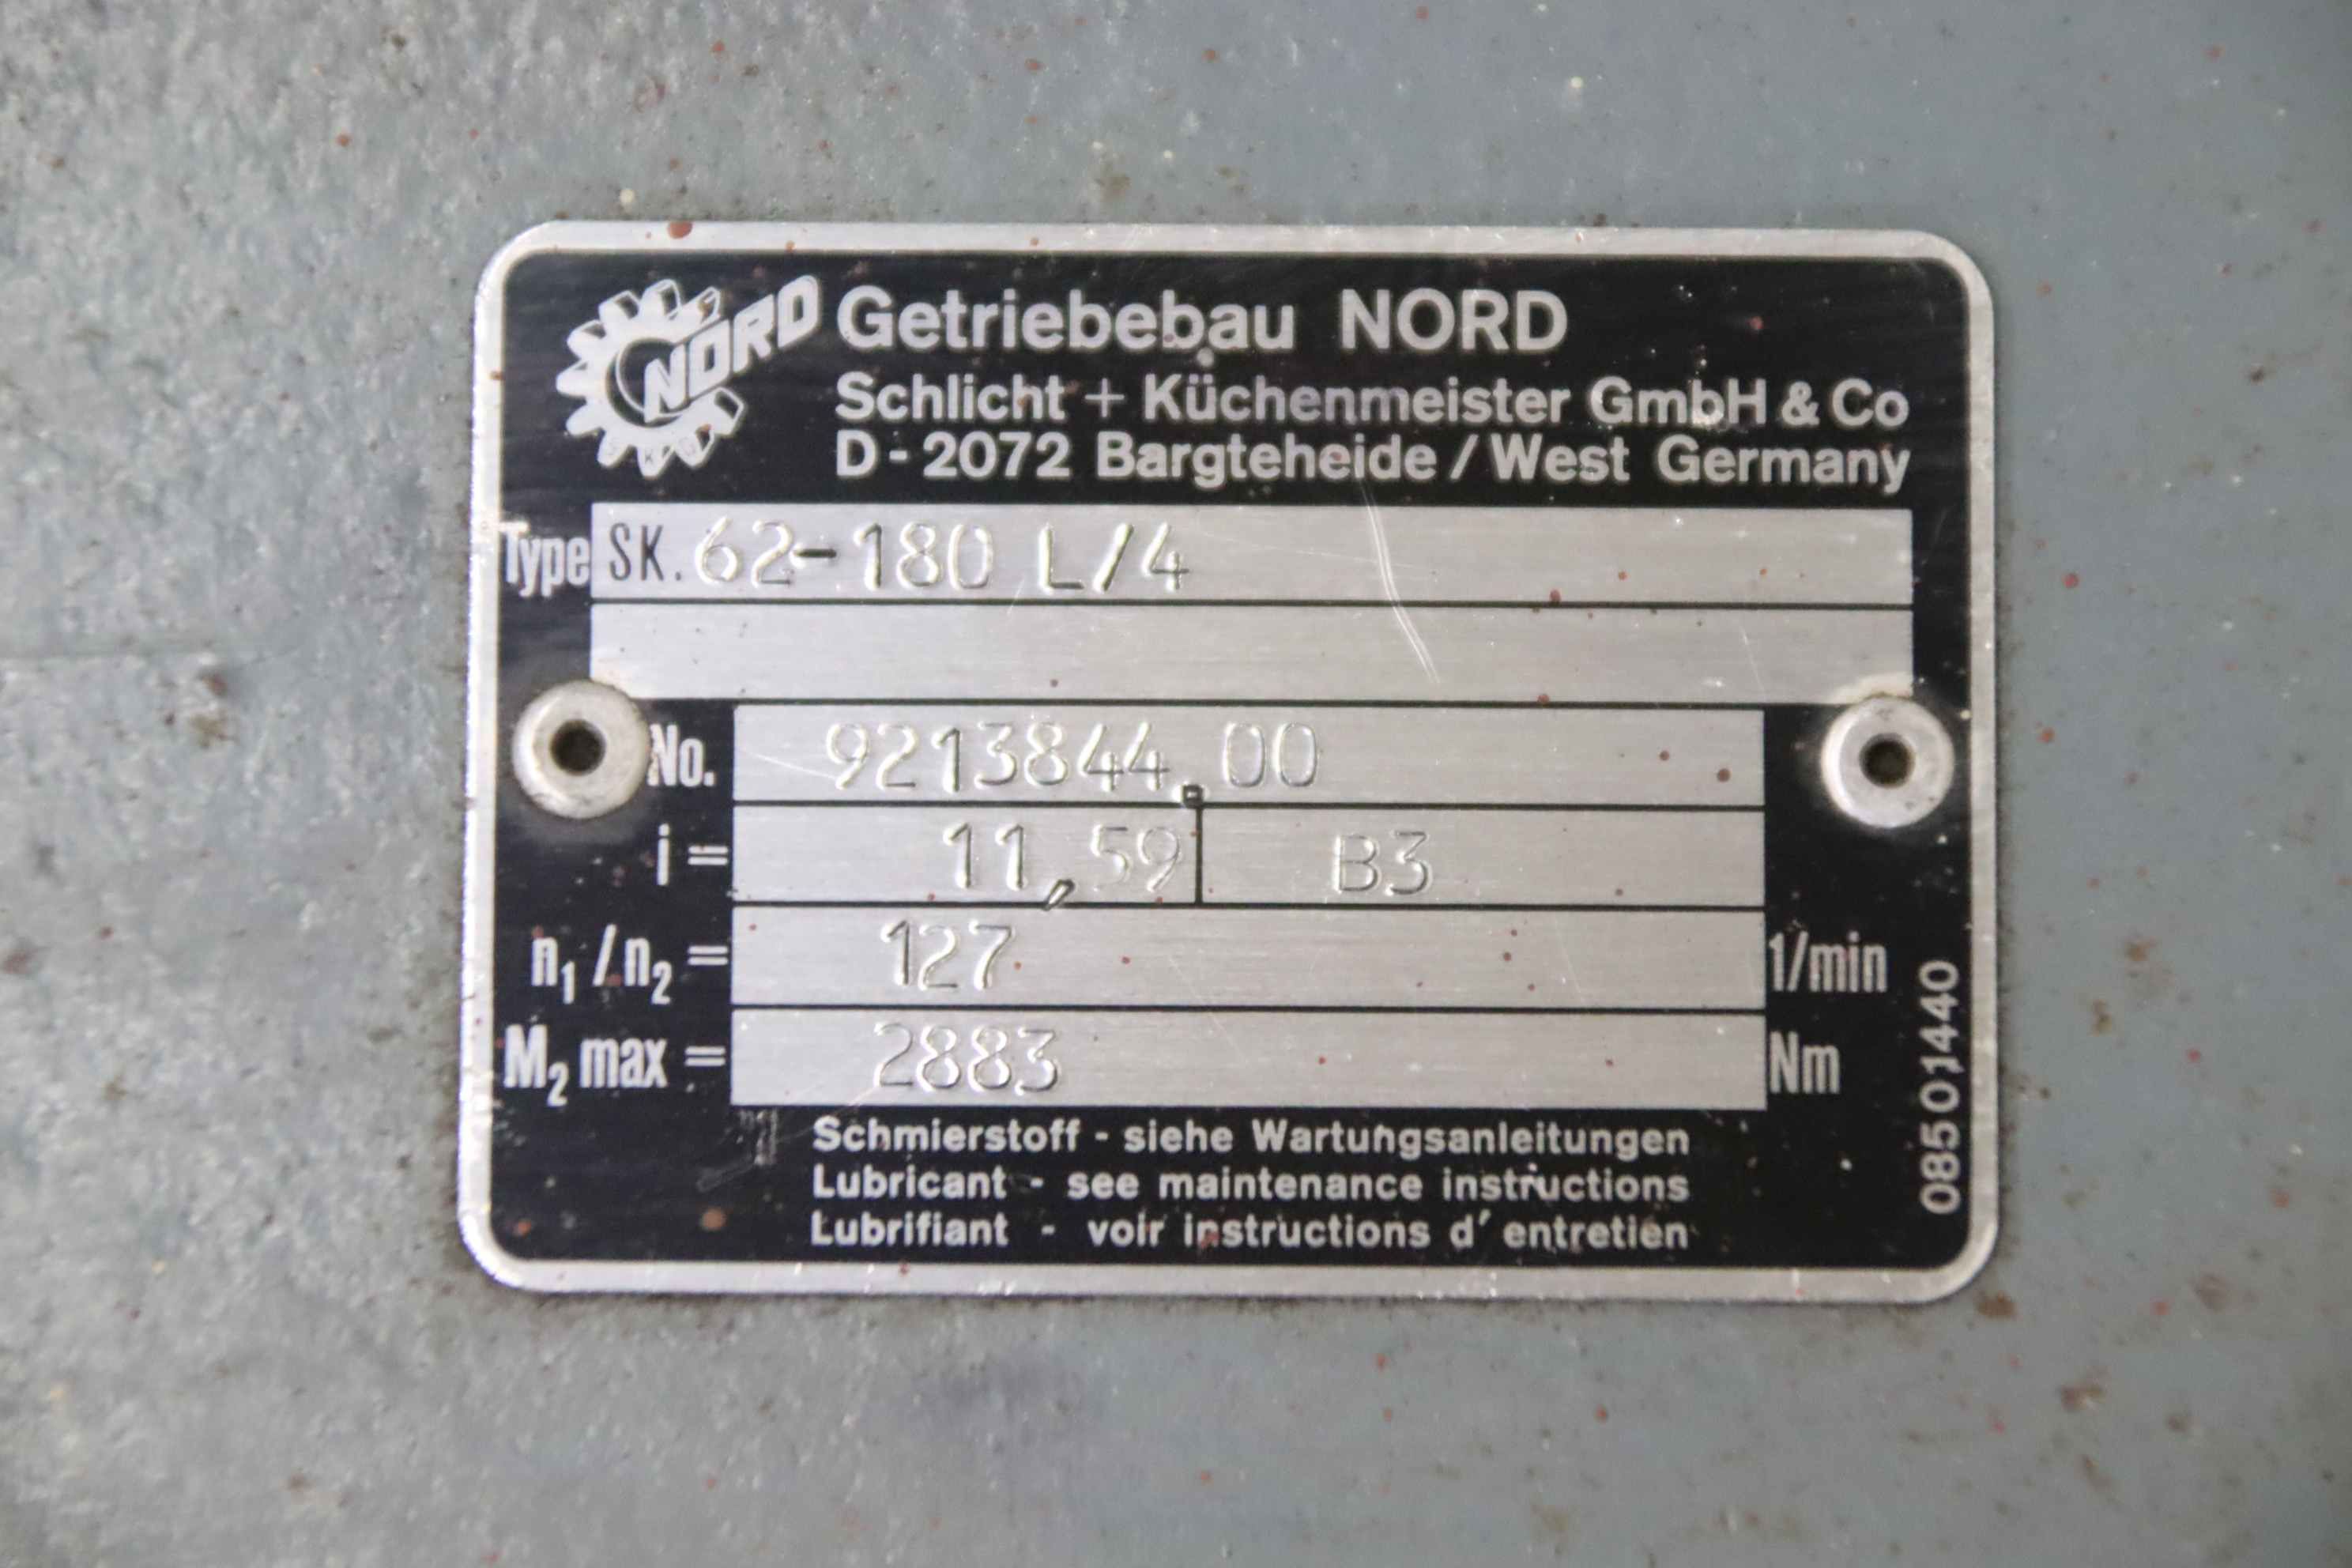 NORD
Getriebebau NORD
Schlicht + Küchenmeister GmbH & Co
D-2072 Bargteheide / West Germany
Type SK. 62-180 L/4
No. 9213844.00
i = 11,59 B3
n₁ / n₂ = 127 1/min
M₂ max = 2883 Nm
Schmierstoff - siehe Wartungsanleitungen
Lubricant - see maintenance instructions
Lubrifiant - voir instructions d' entretien
08501440